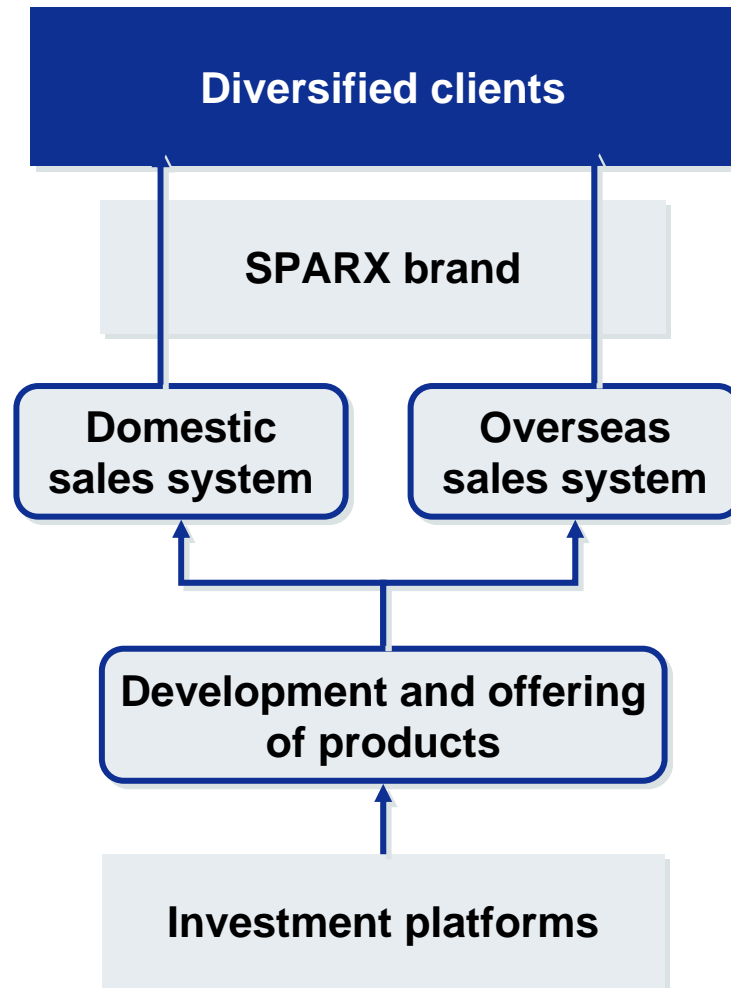 Diversified clients
SPARX brand
Domestic
sales system
Overseas
sales system
Development and offering
of products
Investment platforms